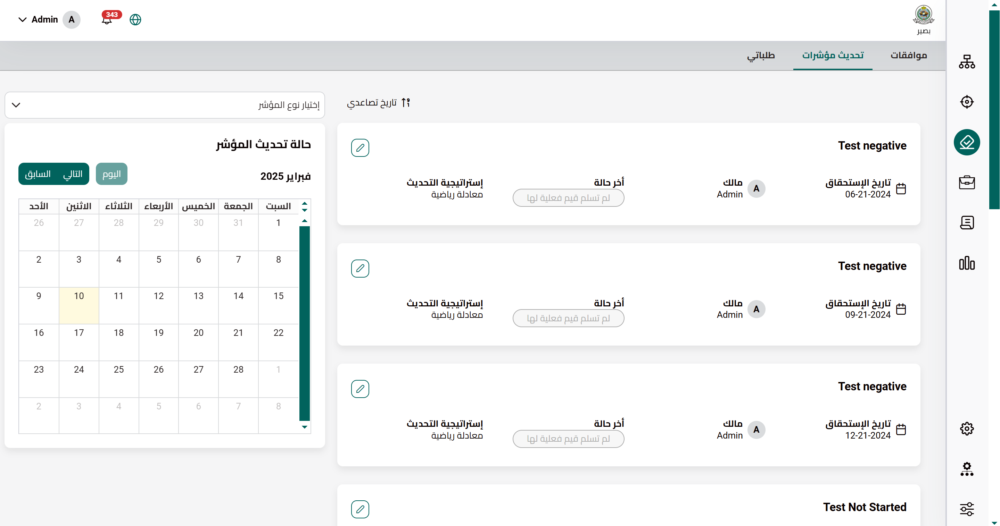 بصير
343
A Admin
موافقات
تحديث مؤشرات
طلباتي
تاريخ تصاعدي
Test negative
تاريخ الإستحقاق
06-21-2024
A
مالك
Admin
أخر حالة
لم تسلم قيم فعلية لها
إستراتيجية التحديث
معادلة رياضية
Test negative
تاريخ الإستحقاق
09-21-2024
A
مالك
Admin
أخر حالة
لم تسلم قيم فعلية لها
إستراتيجية التحديث
معادلة رياضية
Test negative
تاريخ الإستحقاق
12-21-2024
A
مالك
Admin
أخر حالة
لم تسلم قيم فعلية لها
إستراتيجية التحديث
معادلة رياضية
Test Not Started
إختيار نوع المؤشر
حالة تحديث المؤشر
فبراير 2025
اليوم
التالي
السابق
الأحد الاثنين الثلاثاء الأربعاء الخميس الجمعة السبت
26 27 28 29 30 31 1
2 3 4 5 6 7 8
9 10 11 12 13 14 15
16 17 18 19 20 21 22
23 24 25 26 27 28 1
2 3 4 5 6 7 8